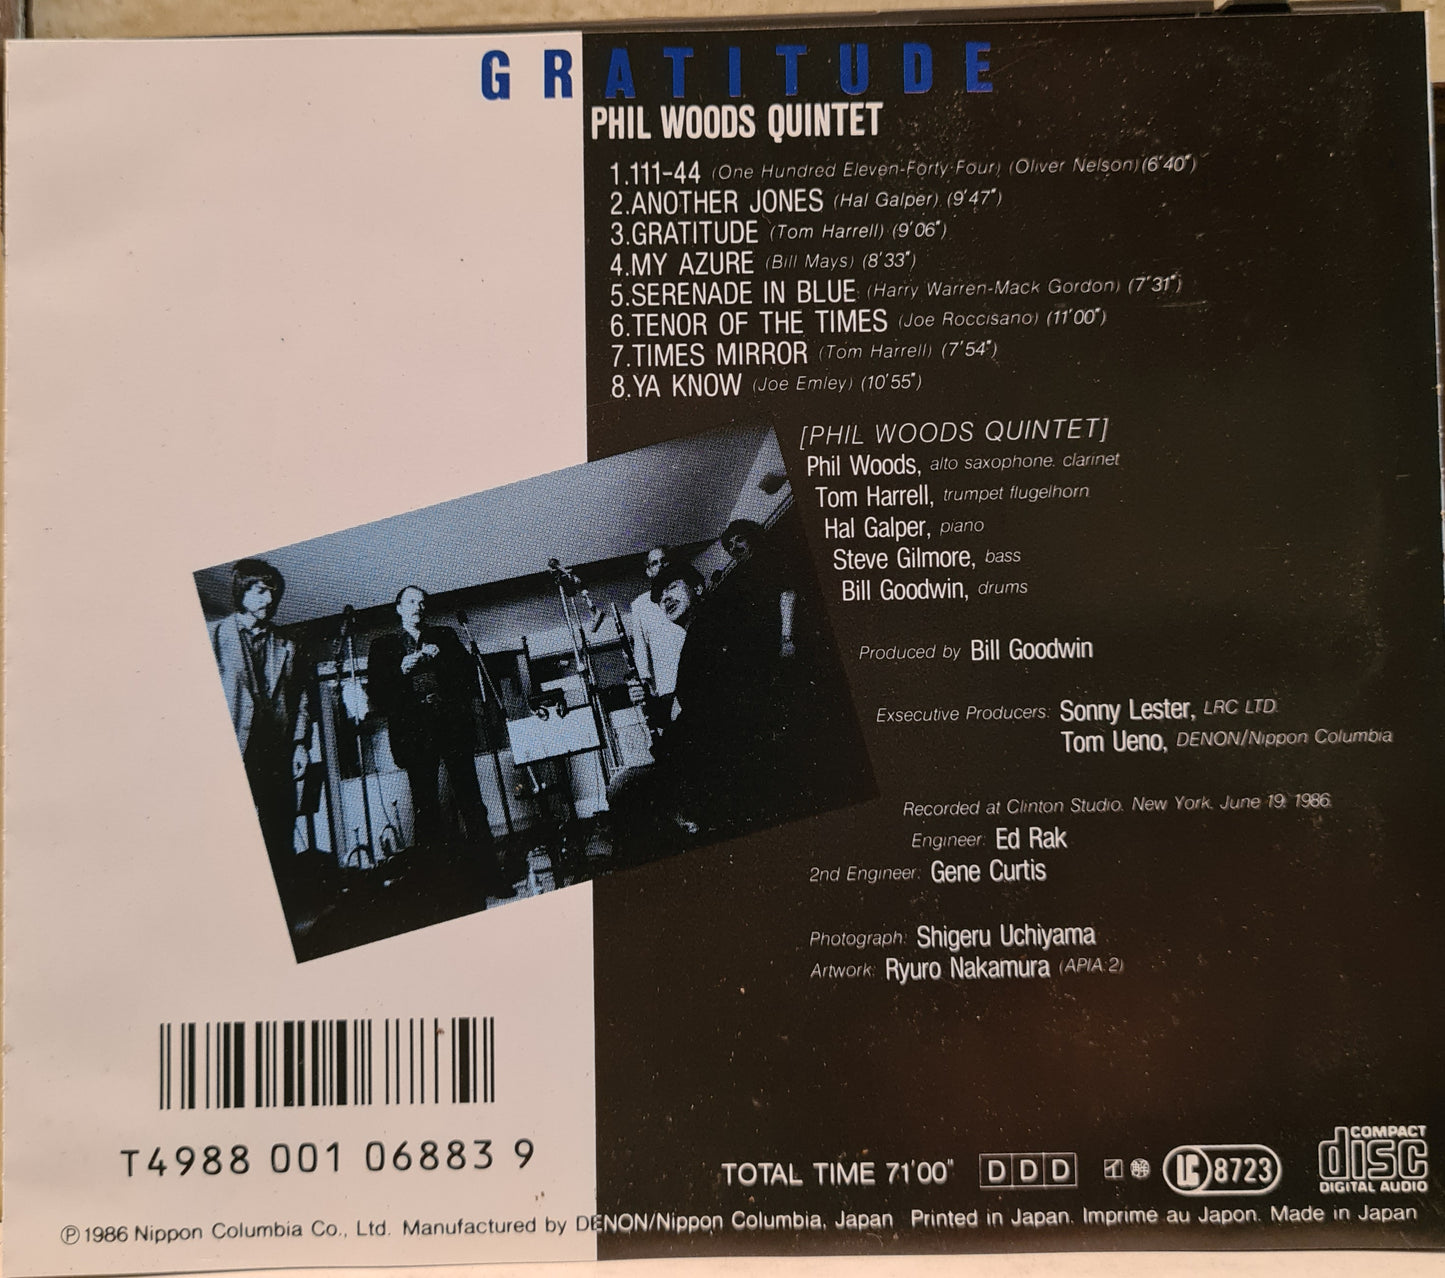 GRATITUDE
PHIL WOODS QUINTET
1.111-44 (One Hundred Eleven-Forty-Four) (Oliver Nelson) (6'40")
2.ANOTHER JONES (Hal Galper) (9'47")
3.GRATITUDE (Tom Harrell) (9'06")
4.MY AZURE (Bill Mays) (8'33")
5.SERENADE IN BLUE (Harry Warren-Mack Gordon) (7'31")
6.TENOR OF THE TIMES (Joe Roccisano) (11'00")
7.TIMES MIRROR (Tom Harrell) (7'54")
8.YA KNOW (Joe Emley) (10'55")
[PHIL WOODS QUINTET]
Phil Woods, alto saxophone. clarinet
Tom Harrell, trumpet flugelhorn
Hal Galper, piano
Steve Gilmore, bass
Bill Goodwin, drums
Produced by Bill Goodwin
Exsecutive Producers: Sonny Lester, LRC LTD.
Tom Ueno, DENON/Nippon Columbia
Recorded at Clinton Studio. New York. June 19. 1986.
Engineer: Ed Rak
2nd Engineer: Gene Curtis
Photograph: Shigeru Uchiyama
Artwork: Ryuro Nakamura (APIA 2)
T4988 001 06883 9
TOTAL TIME 71'00" DDD LC 8723 COMPACT disc DIGITAL AUDIO
℗1986 Nippon Columbia Co., Ltd. Manufactured by DENON/Nippon Columbia, Japan Printed in Japan. Imprimé au Japon. Made in Japan